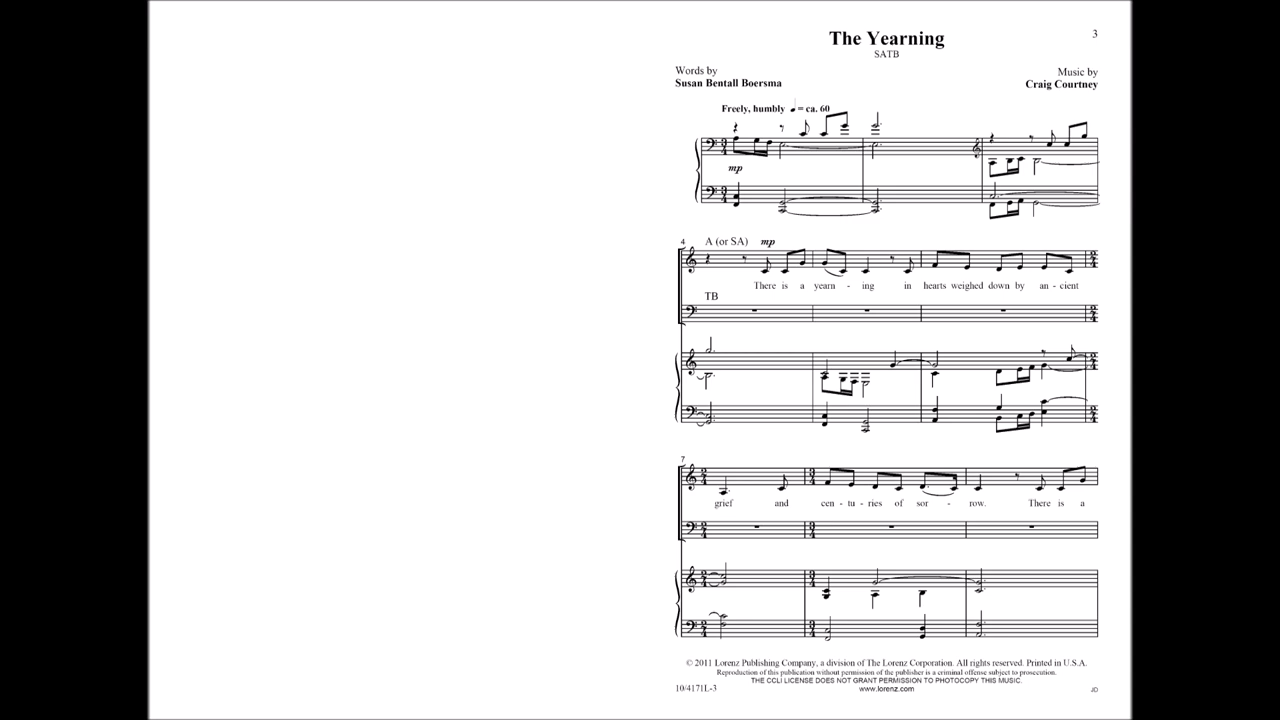 The Yearning
3
SATB
Words by
Susan Bentall Boersma
Music by
Craig Courtney
Freely, humbly ♩ = ca. 60
mp
4
A (or SA) mp
There is a yearn - ing in hearts weighed down by an - cient
TB
7
grief and cen - tu - ries of sor - row. There is a
© 2011 Lorenz Publishing Company, a division of The Lorenz Corporation. All rights reserved. Printed in U.S.A.
Reproduction of this publication without permission of the publisher is a criminal offense subject to prosecution.
THE CCLI LICENSE DOES NOT GRANT PERMISSION TO PHOTOCOPY THIS MUSIC.
10/4171L-3
www.lorenz.com
JD